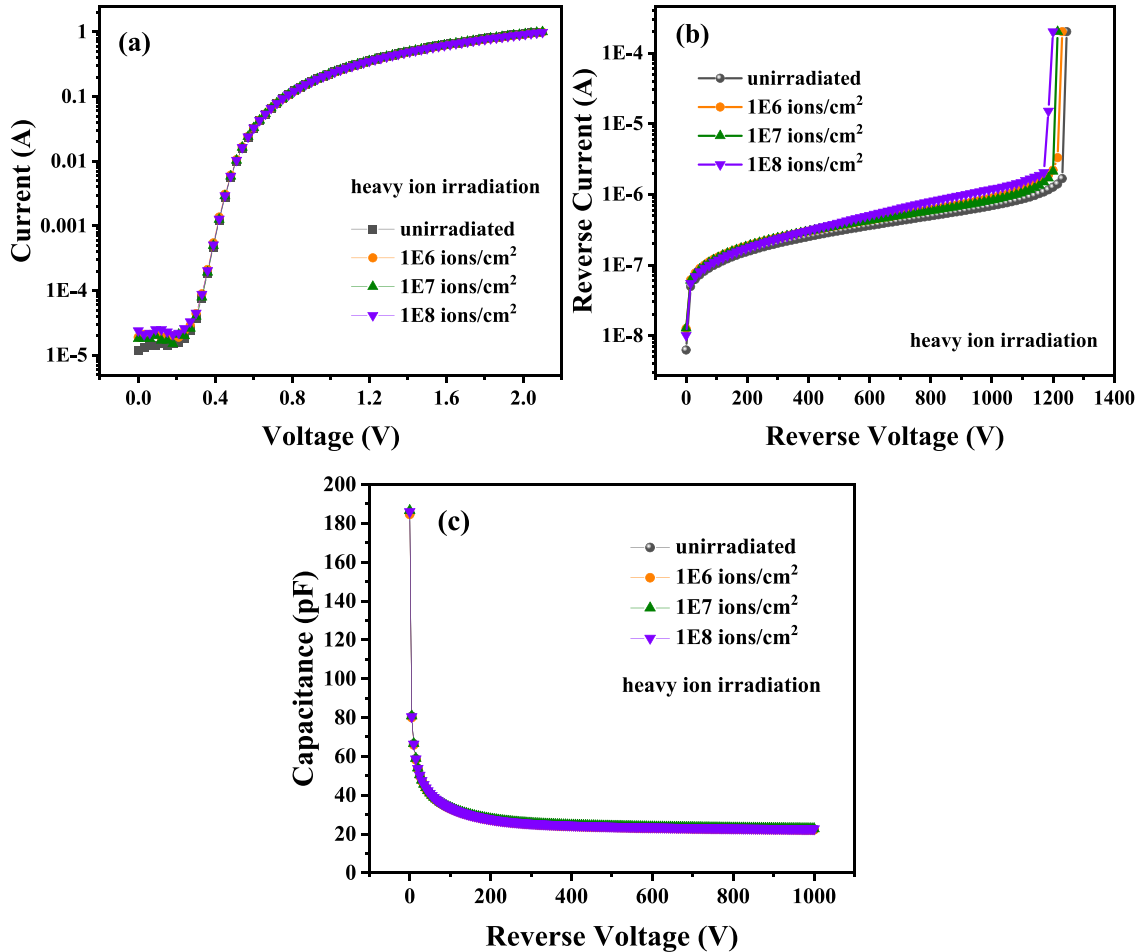 (a)
1
0.1
0.01
0.001
1E-4
1E-5
Current (A)
heavy ion irradiation
unirradiated
1E6 ions/cm²
1E7 ions/cm²
1E8 ions/cm²
0.0 0.4 0.8 1.2 1.6 2.0
Voltage (V)
(b)
1E-4
1E-5
1E-6
1E-7
1E-8
Reverse Current (A)
unirradiated
1E6 ions/cm²
1E7 ions/cm²
1E8 ions/cm²
heavy ion irradiation
0 200 400 600 800 1000 1200 1400
Reverse Voltage (V)
(c)
200
180
160
140
120
100
80
60
40
20
0
Capacitance (pF)
unirradiated
1E6 ions/cm²
1E7 ions/cm²
1E8 ions/cm²
heavy ion irradiation
0 200 400 600 800 1000
Reverse Voltage (V)